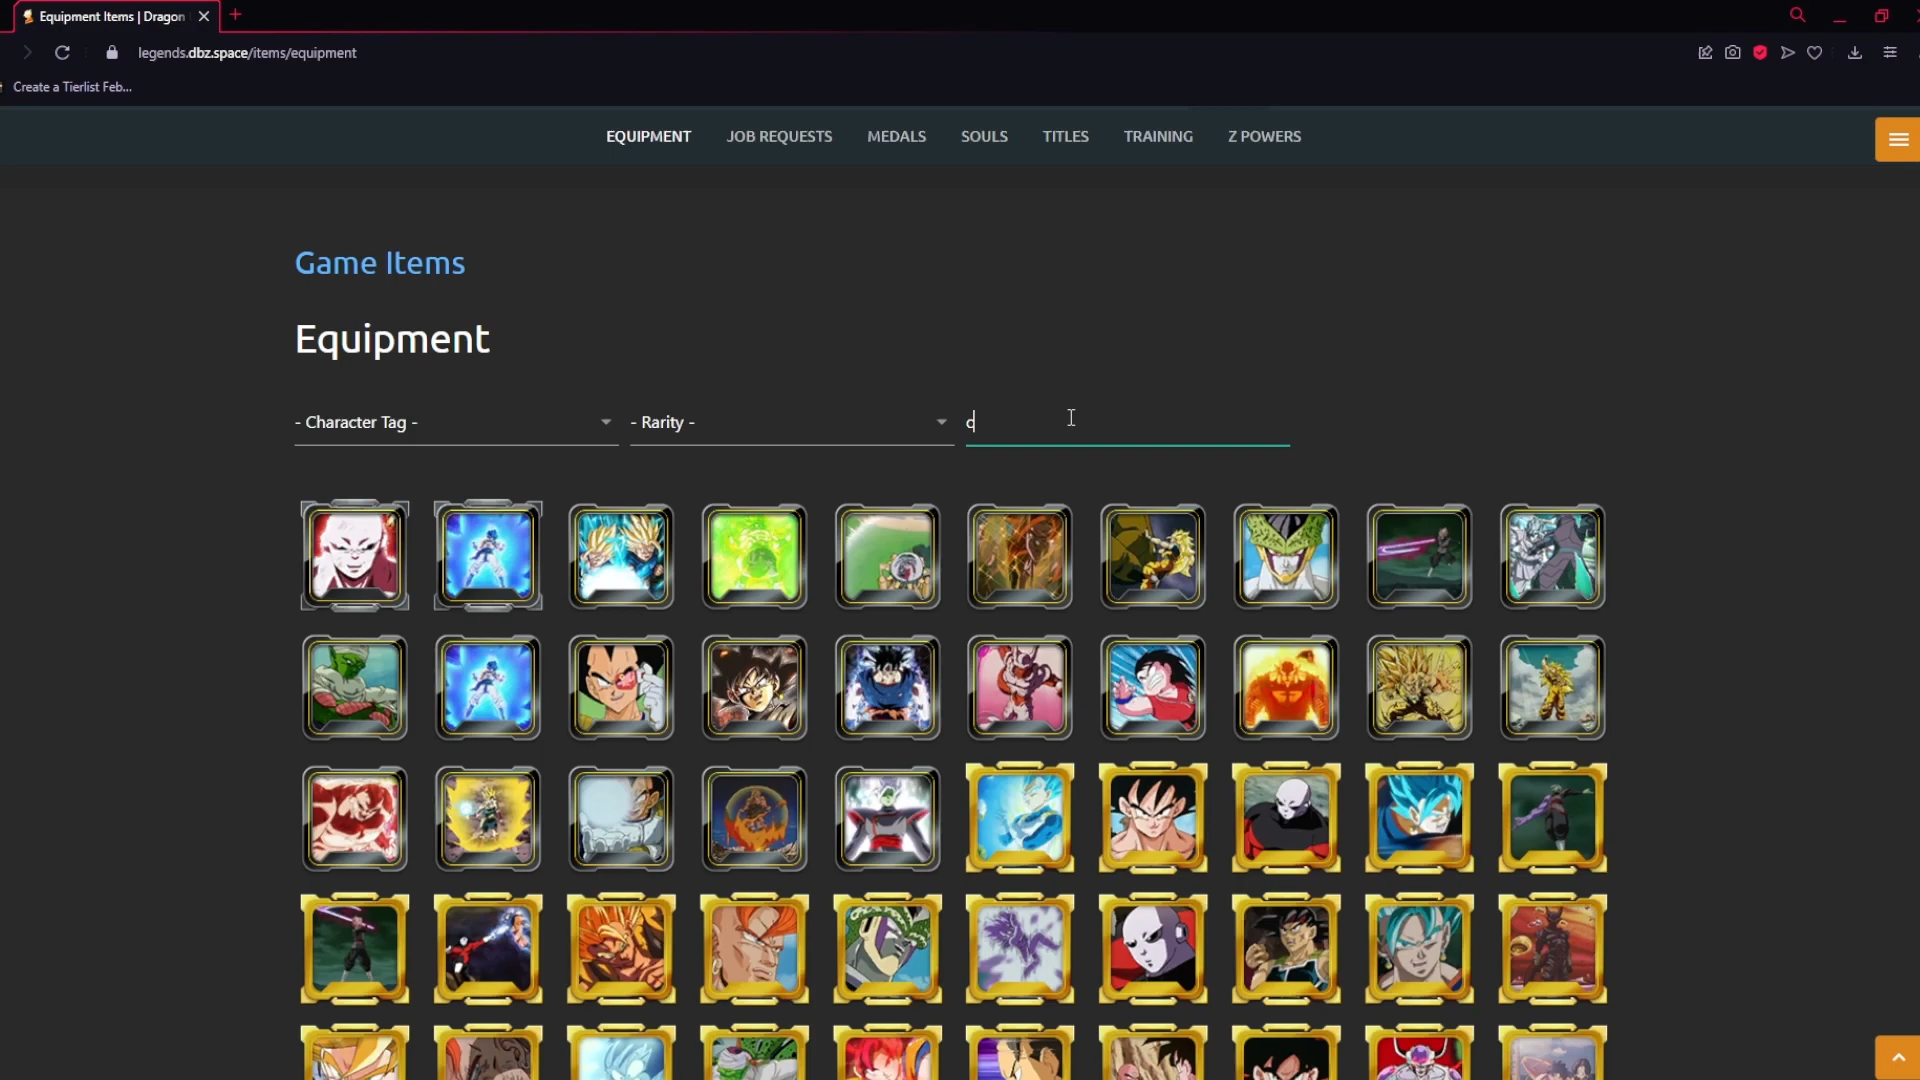 Equipment Items | Dragon
legends.dbz.space/items/equipment
Create a Tierlist Feb...
EQUIPMENT JOB REQUESTS MEDALS SOULS TITLES TRAINING Z POWERS
Game Items
Equipment
- Character Tag - - Rarity - c